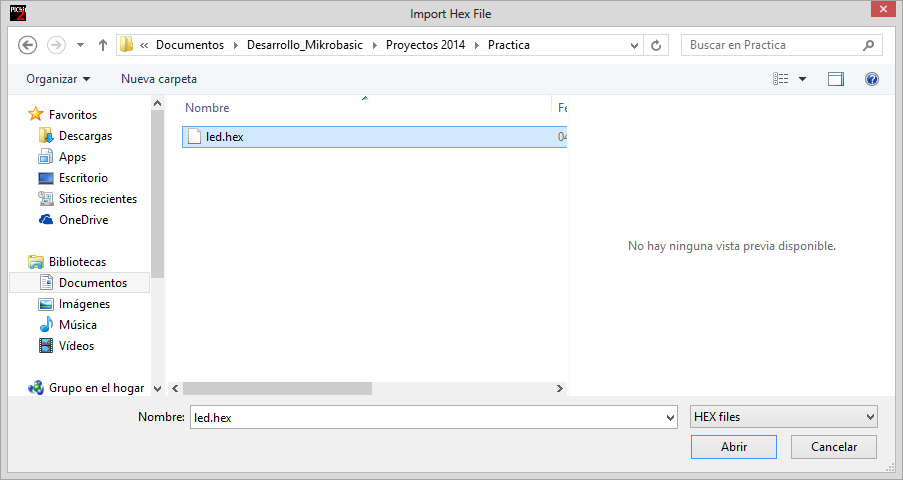 Import Hex File
« Documentos Desarrollo_Mikrobasic Proyectos 2014 Practica
Buscar en Practica
Organizar Nueva carpeta
Favoritos
Descargas
Apps
Escritorio
Sitios recientes
OneDrive
Bibliotecas
Documentos
Imágenes
Música
Vídeos
Grupo en el hogar
Nombre Fe
led.hex 04
No hay ninguna vista previa disponible.
Nombre: led.hex HEX files
Abrir Cancelar